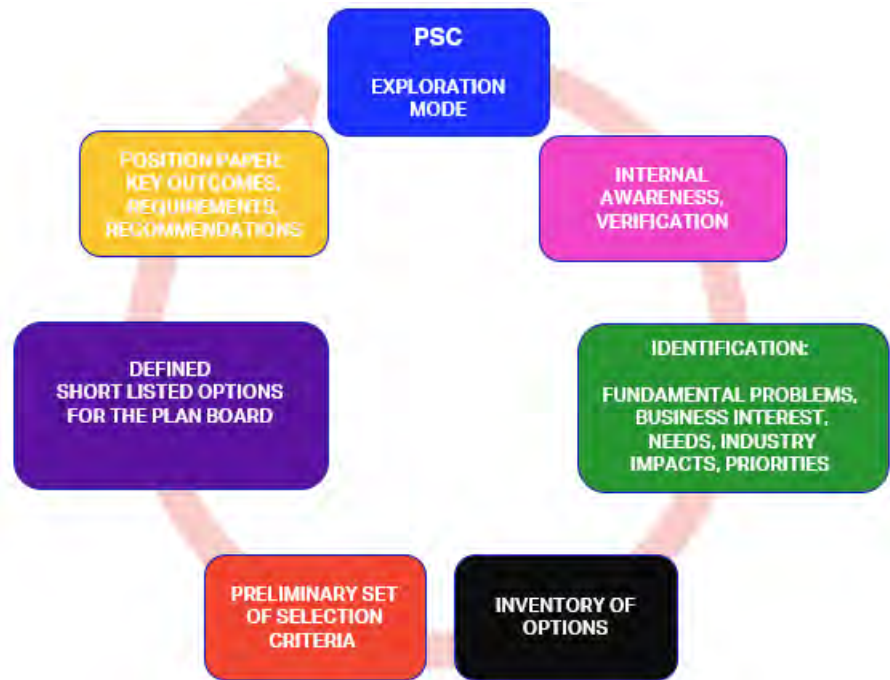 PSC
EXPLORATION
MODE
INTERNAL
AWARENESS,
VERIFICATION
IDENTIFICATION:
FUNDAMENTAL PROBLEMS,
BUSINESS INTEREST,
NEEDS, INDUSTRY
IMPACTS, PRIORITIES
INVENTORY OF
OPTIONS
PRELIMINARY SET
OF SELECTION
CRITERIA
DEFINED
SHORT LISTED OPTIONS
FOR THE PLAN BOARD
POSITION PAPER:
KEY OUTCOMES,
REQUIREMENTS,
RECOMMENDATIONS